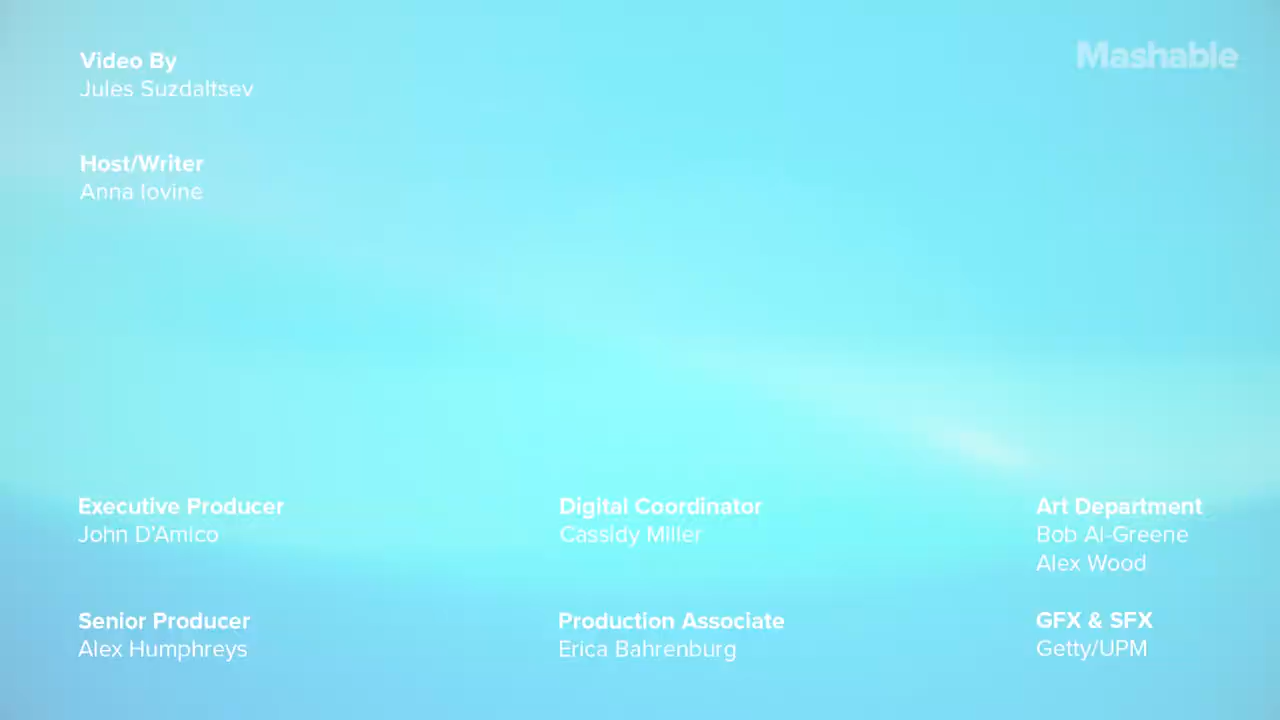 Video By
Jules Suzdaltsev
Mashable
Host/Writer
Anna Iovine
Executive Producer
John D'Amico
Digital Coordinator
Cassidy Miller
Art Department
Bob Al-Greene
Alex Wood
Senior Producer
Alex Humphreys
Production Associate
Erica Bahrenburg
GFX & SFX
Getty/UPM